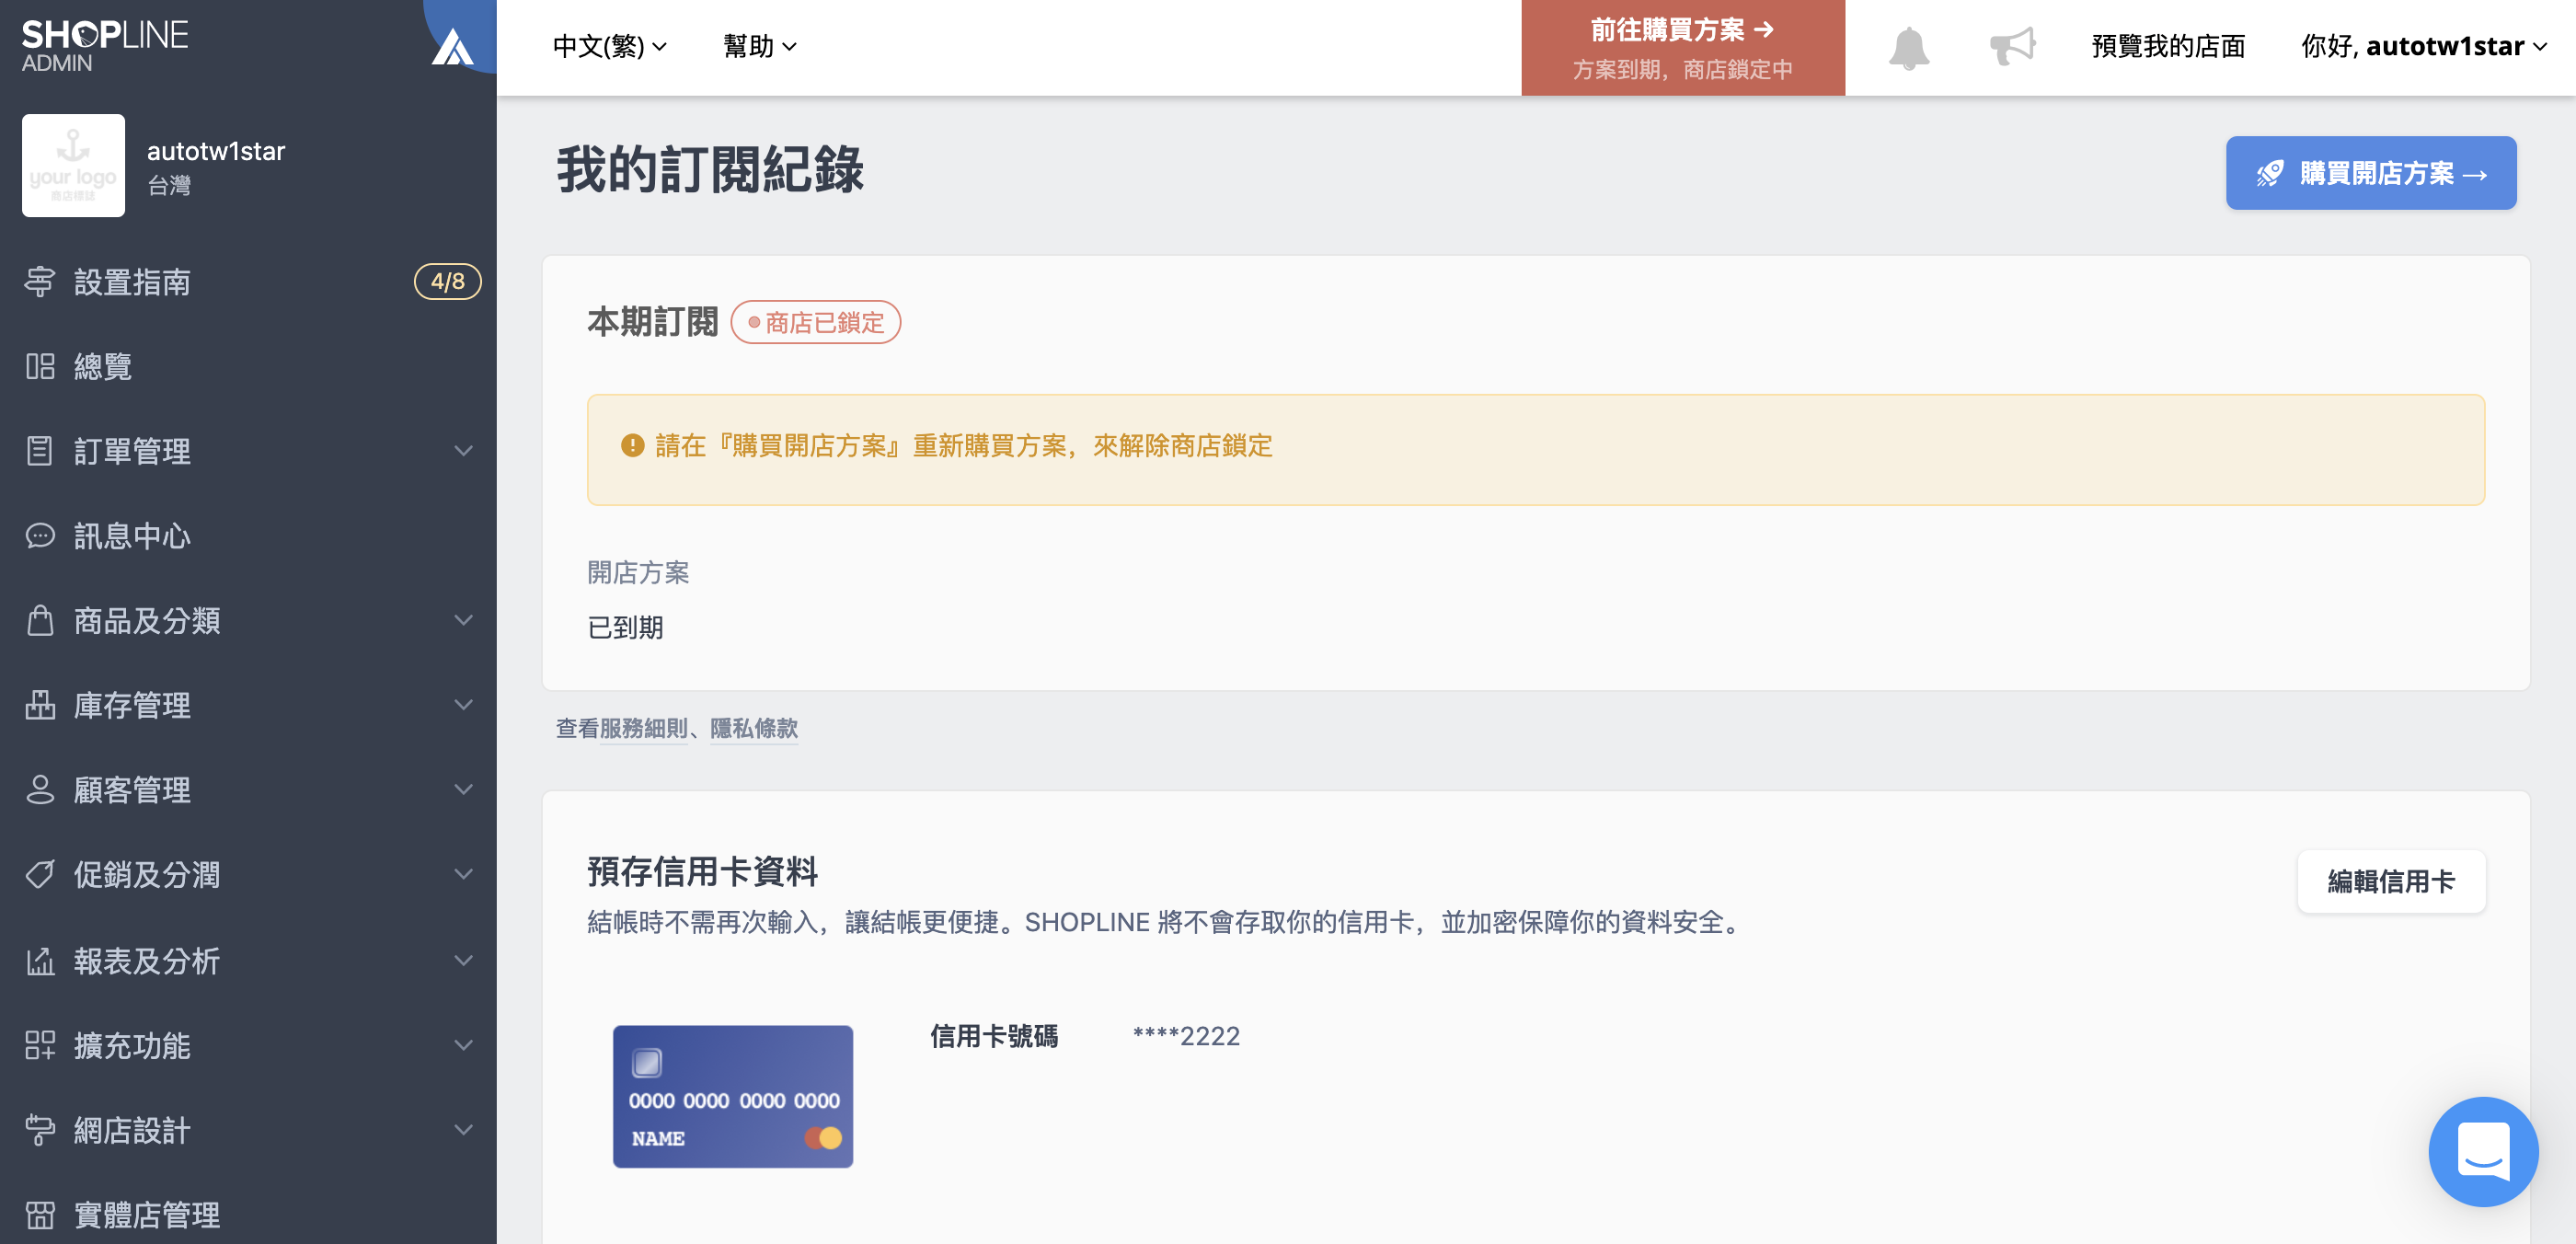 SHOPLINE
ADMIN
autotw1star
台灣
your logo
商店標誌
設置指南
4/8
總覽
訂單管理
訊息中心
商品及分類
庫存管理
顧客管理
促銷及分潤
報表及分析
擴充功能
網店設計
實體店管理
中文(繁)
幫助
前往購買方案 →
方案到期，商店鎖定中
預覽我的店面
你好, autotw1star
我的訂閱紀錄
購買開店方案 →
本期訂閱
商店已鎖定
請在『購買開店方案』重新購買方案，來解除商店鎖定
開店方案
已到期
查看服務細則、隱私條款
預存信用卡資料
編輯信用卡
結帳時不需再次輸入，讓結帳更便捷。SHOPLINE 將不會存取你的信用卡，並加密保障你的資料安全。
0000 0000 0000 0000
NAME
信用卡號碼
****2222